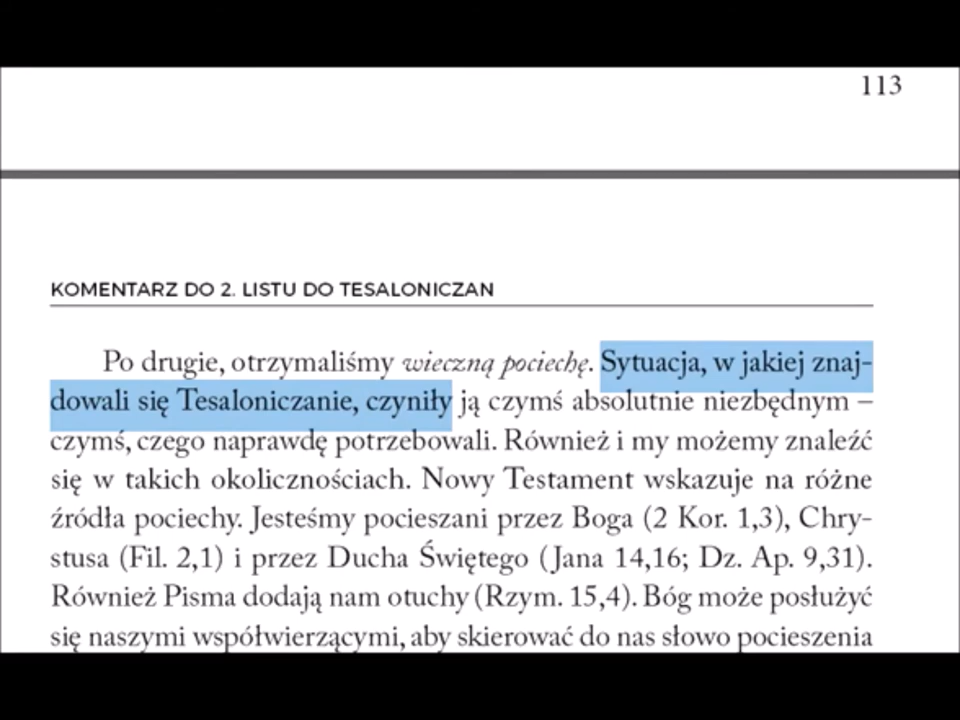 113
KOMENTARZ DO 2. LISTU DO TESALONICZAN
Po drugie, otrzymaliśmy wieczną pociechę. Sytuacja, w jakiej znaj-
dowali się Tesaloniczanie, czyniły ją czymś absolutnie niezbędnym –
czymś, czego naprawdę potrzebowali. Również i my możemy znaleźć
się w takich okolicznościach. Nowy Testament wskazuje na różne
źródła pociechy. Jesteśmy pocieszani przez Boga (2 Kor. 1,3), Chry-
stusa (Fil. 2,1) i przez Ducha Świętego (Jana 14,16; Dz. Ap. 9,31).
Również Pisma dodają nam otuchy (Rzym. 15,4). Bóg może posłużyć
się naszymi współwierzącymi, aby skierować do nas słowo pocieszenia